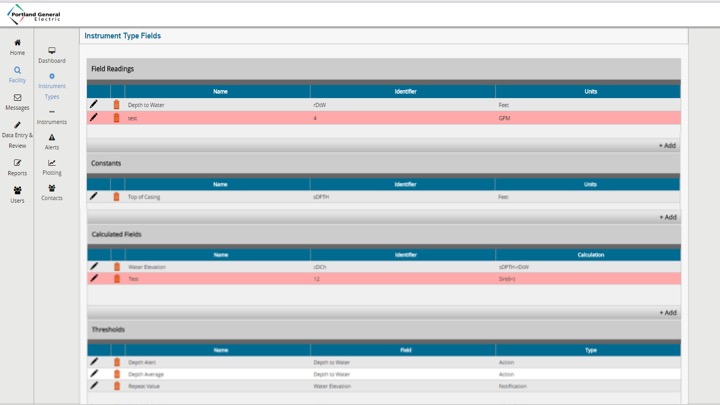 Portland General
Electric
Instrument Type Fields
Home
Facility
Messages
Data Entry &
Review
Reports
Users
Dashboard
Instrument
Types
Instruments
Alerts
Plotting
Contacts
Field Readings
Name Identifier Units
Depth to Water rDtW Feet
test 4 GPM
+ Add
Constants
Name Identifier Units
Top of Casing sDPTH Feet
+ Add
Calculated Fields
Name Identifier Calculation
Water Elevation sDPTH-rDtW
Test 12
+ Add
Thresholds
Name Field Type
Depth Alert Depth to Water Action
Depth Average Depth to Water Action
Repeat Value Water Elevation Notification